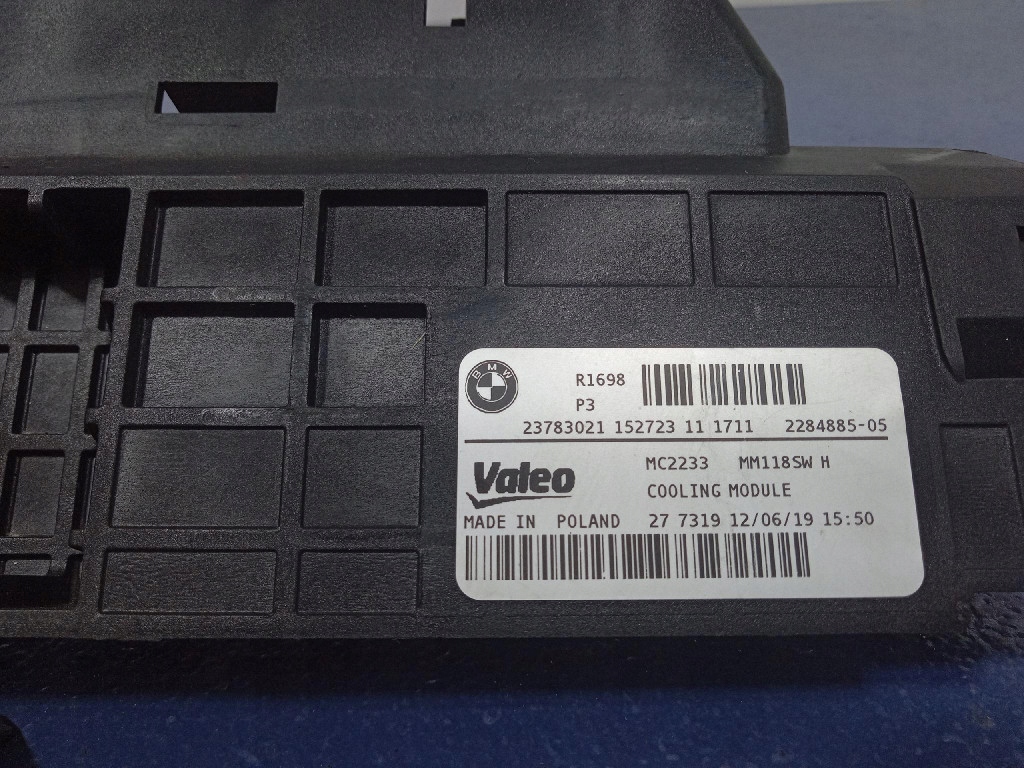 BMW
R1698
P3
23783021 152723 11 1711 2284885-05
Valeo
MC2233 MM118SW H
COOLING MODULE
MADE IN POLAND 27 7319 12/06/19 15:50